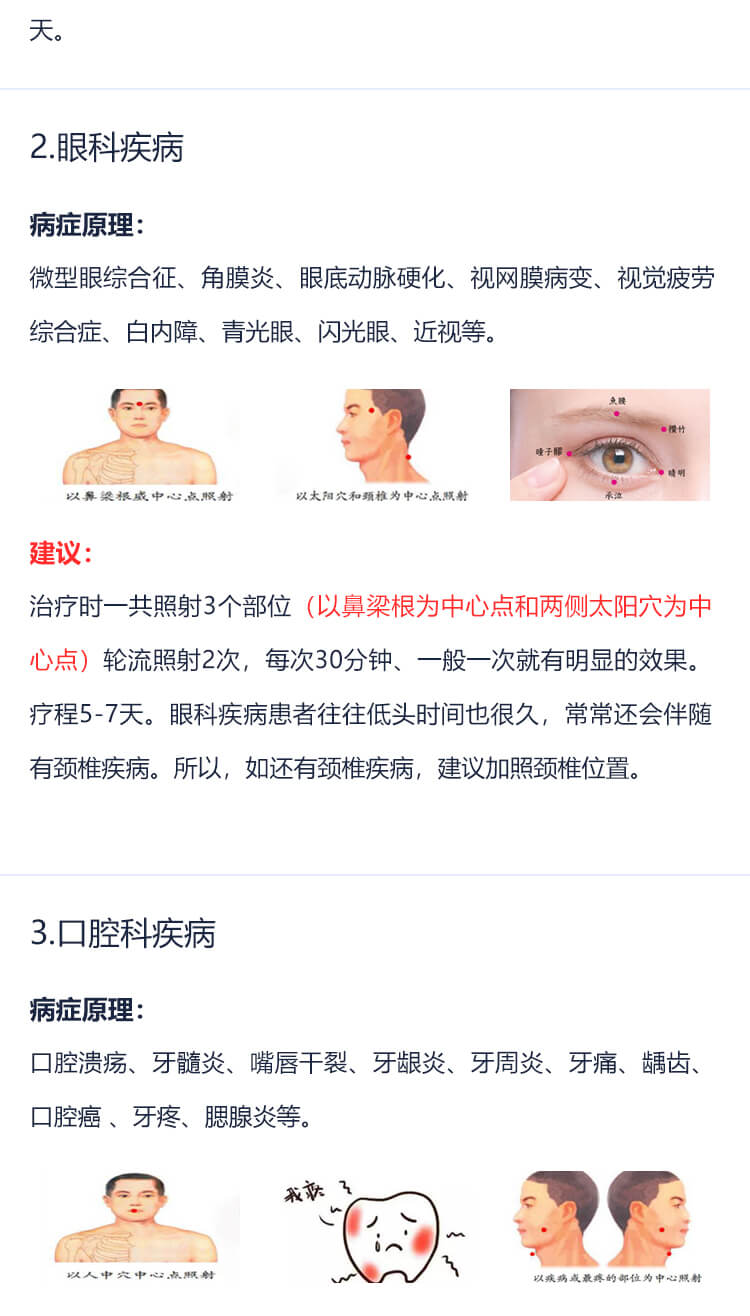 天。
2.眼科疾病
病症原理：
微型眼综合征、角膜炎、眼底动脉硬化、视网膜病变、视觉疲劳
综合症、白内障、青光眼、闪光眼、近视等。
以鼻梁根或中心点照射
以太阳穴和颈椎为中心点照射
鱼腰
攒竹
瞳子髎
睛明
承泣
建议：
治疗时一共照射3个部位（以鼻梁根为中心点和两侧太阳穴为中
心点）轮流照射2次，每次30分钟、一般一次就有明显的效果。
疗程5-7天。眼科疾病患者往往低头时间也很久，常常还会伴随
有颈椎疾病。所以，如还有颈椎疾病，建议加照颈椎位置。
3.口腔科疾病
病症原理：
口腔溃疡、牙髓炎、嘴唇干裂、牙龈炎、牙周炎、牙痛、龋齿、
口腔癌 、牙疼、腮腺炎等。
以人中穴中心点照射
我疼
以疾病或最疼的部位为中心照射